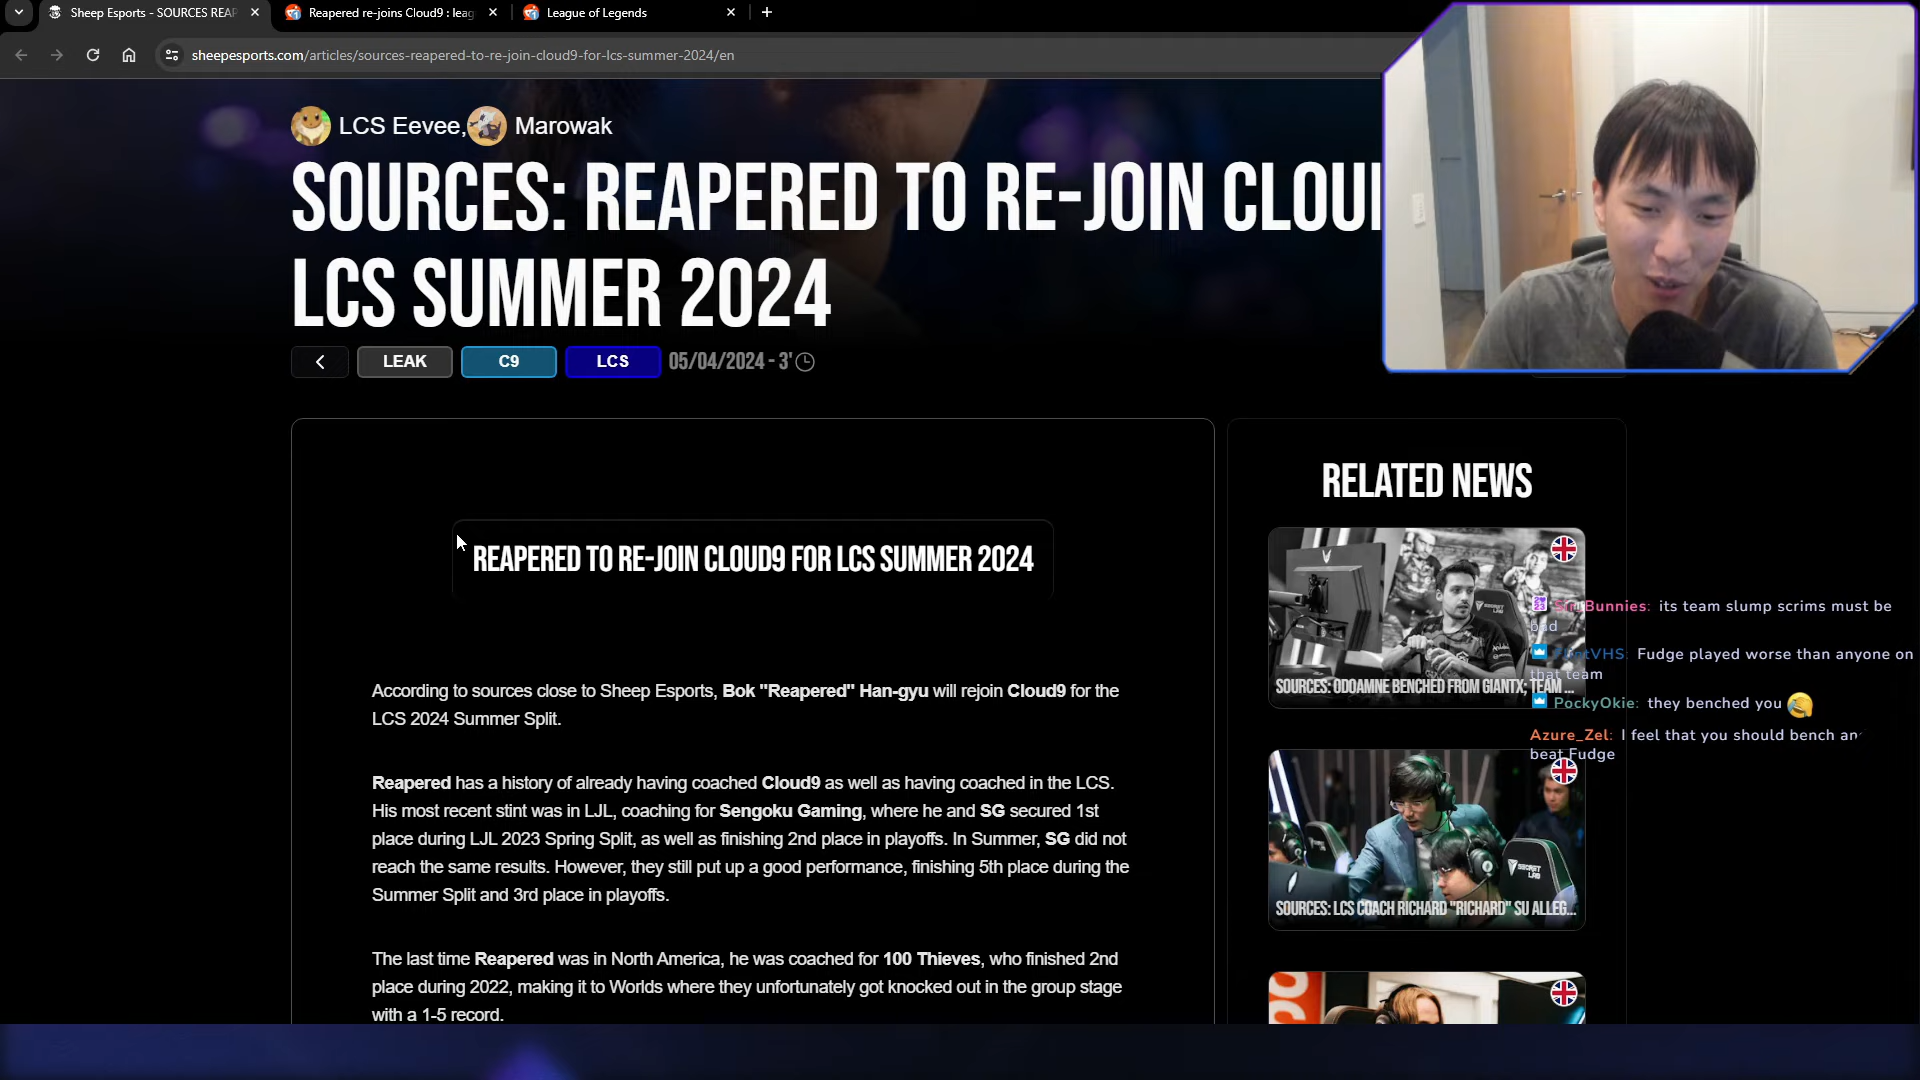 Sheep Esports - SOURCES REAP
Reapered re-joins Cloud9 : leag
League of Legends
sheepesports.com/articles/sources-reapered-to-re-join-cloud9-for-lcs-summer-2024/en
LCS Eevee, Marowak
SOURCES: REAPERED TO RE-JOIN CLOU
LCS SUMMER 2024
LEAK
C9
LCS
05/04/2024 - 3'
REAPERED TO RE-JOIN CLOUD9 FOR LCS SUMMER 2024
According to sources close to Sheep Esports, Bok "Reapered" Han-gyu will rejoin Cloud9 for the
LCS 2024 Summer Split.
Reapered has a history of already having coached Cloud9 as well as having coached in the LCS.
His most recent stint was in LJL, coaching for Sengoku Gaming, where he and SG secured 1st
place during LJL 2023 Spring Split, as well as finishing 2nd place in playoffs. In Summer, SG did not
reach the same results. However, they still put up a good performance, finishing 5th place during the
Summer Split and 3rd place in playoffs.
The last time Reapered was in North America, he was coached for 100 Thieves, who finished 2nd
place during 2022, making it to Worlds where they unfortunately got knocked out in the group stage
with a 1-5 record.
RELATED NEWS
SOURCES: ODOAMNE BENCHED FROM GIANTX; TEAM ...
SECRET LAB
SOURCES: LCS COACH RICHARD "RICHARD" SU ALLEG...
Bunnies: its team slump scrims must be
bad
VHS: Fudge played worse than anyone on
that team
PockyOkie: they benched you
Azure_Zel: I feel that you should bench an
beat Fudge